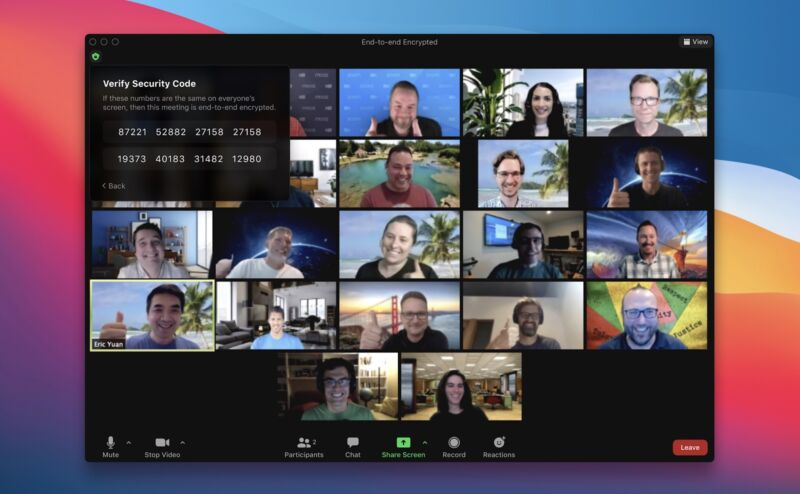 End-to-end Encrypted
View
Verify Security Code
If these numbers are the same on everyone's
screen, then this meeting is end-to-end encrypted.
87221 52882 27158 27158
19373 40183 31482 12980
Back
Eric Yuan
Respect
Justice
Mute
Stop Video
Participants 2
Chat
Share Screen
Record
Reactions
Leave